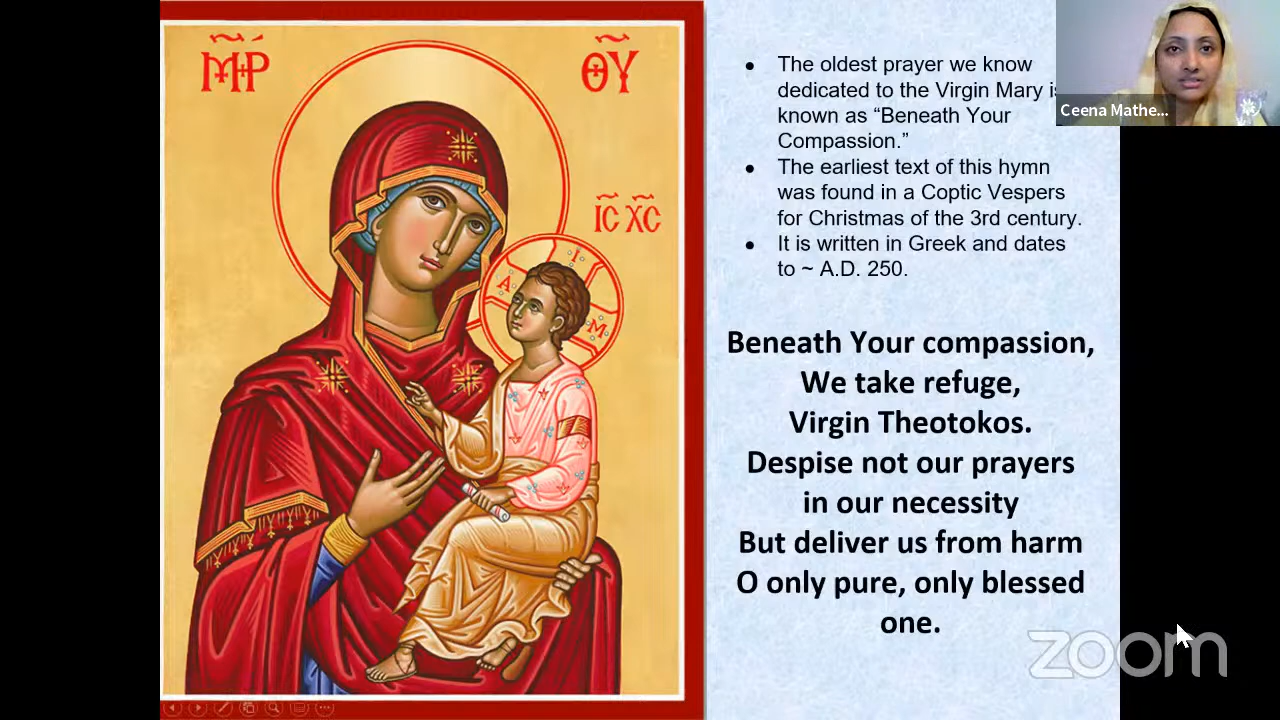 ΜΡ
ΘΥ
IC XC
A
I
M
• The oldest prayer we know
dedicated to the Virgin Mary
known as “Beneath Your
Compassion.”
• The earliest text of this hymn
was found in a Coptic Vespers
for Christmas of the 3rd century.
• It is written in Greek and dates
to ~ A.D. 250.
Beneath Your compassion,
We take refuge,
Virgin Theotokos.
Despise not our prayers
in our necessity
But deliver us from harm
O only pure, only blessed
one.
Ceena Mathe...
zoom